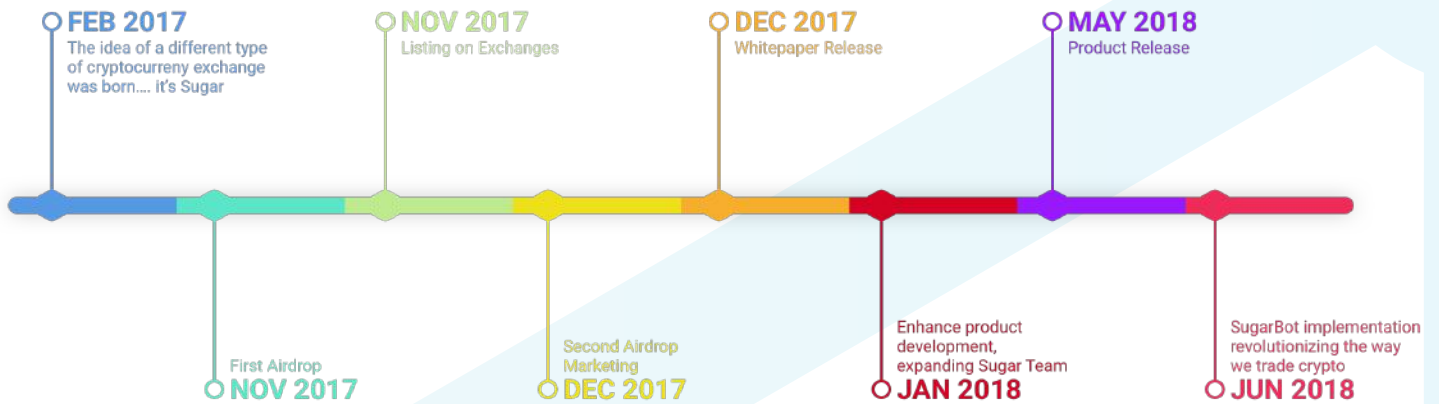 FEB 2017
The idea of a different type
of cryptocurreny exchange
was born.... it's Sugar
NOV 2017
Listing on Exchanges
DEC 2017
Whitepaper Release
MAY 2018
Product Release
First Airdrop
NOV 2017
Second Airdrop
Marketing
DEC 2017
Enhance product
development,
expanding Sugar Team
JAN 2018
SugarBot implementation
revolutionizing the way
we trade crypto
JUN 2018